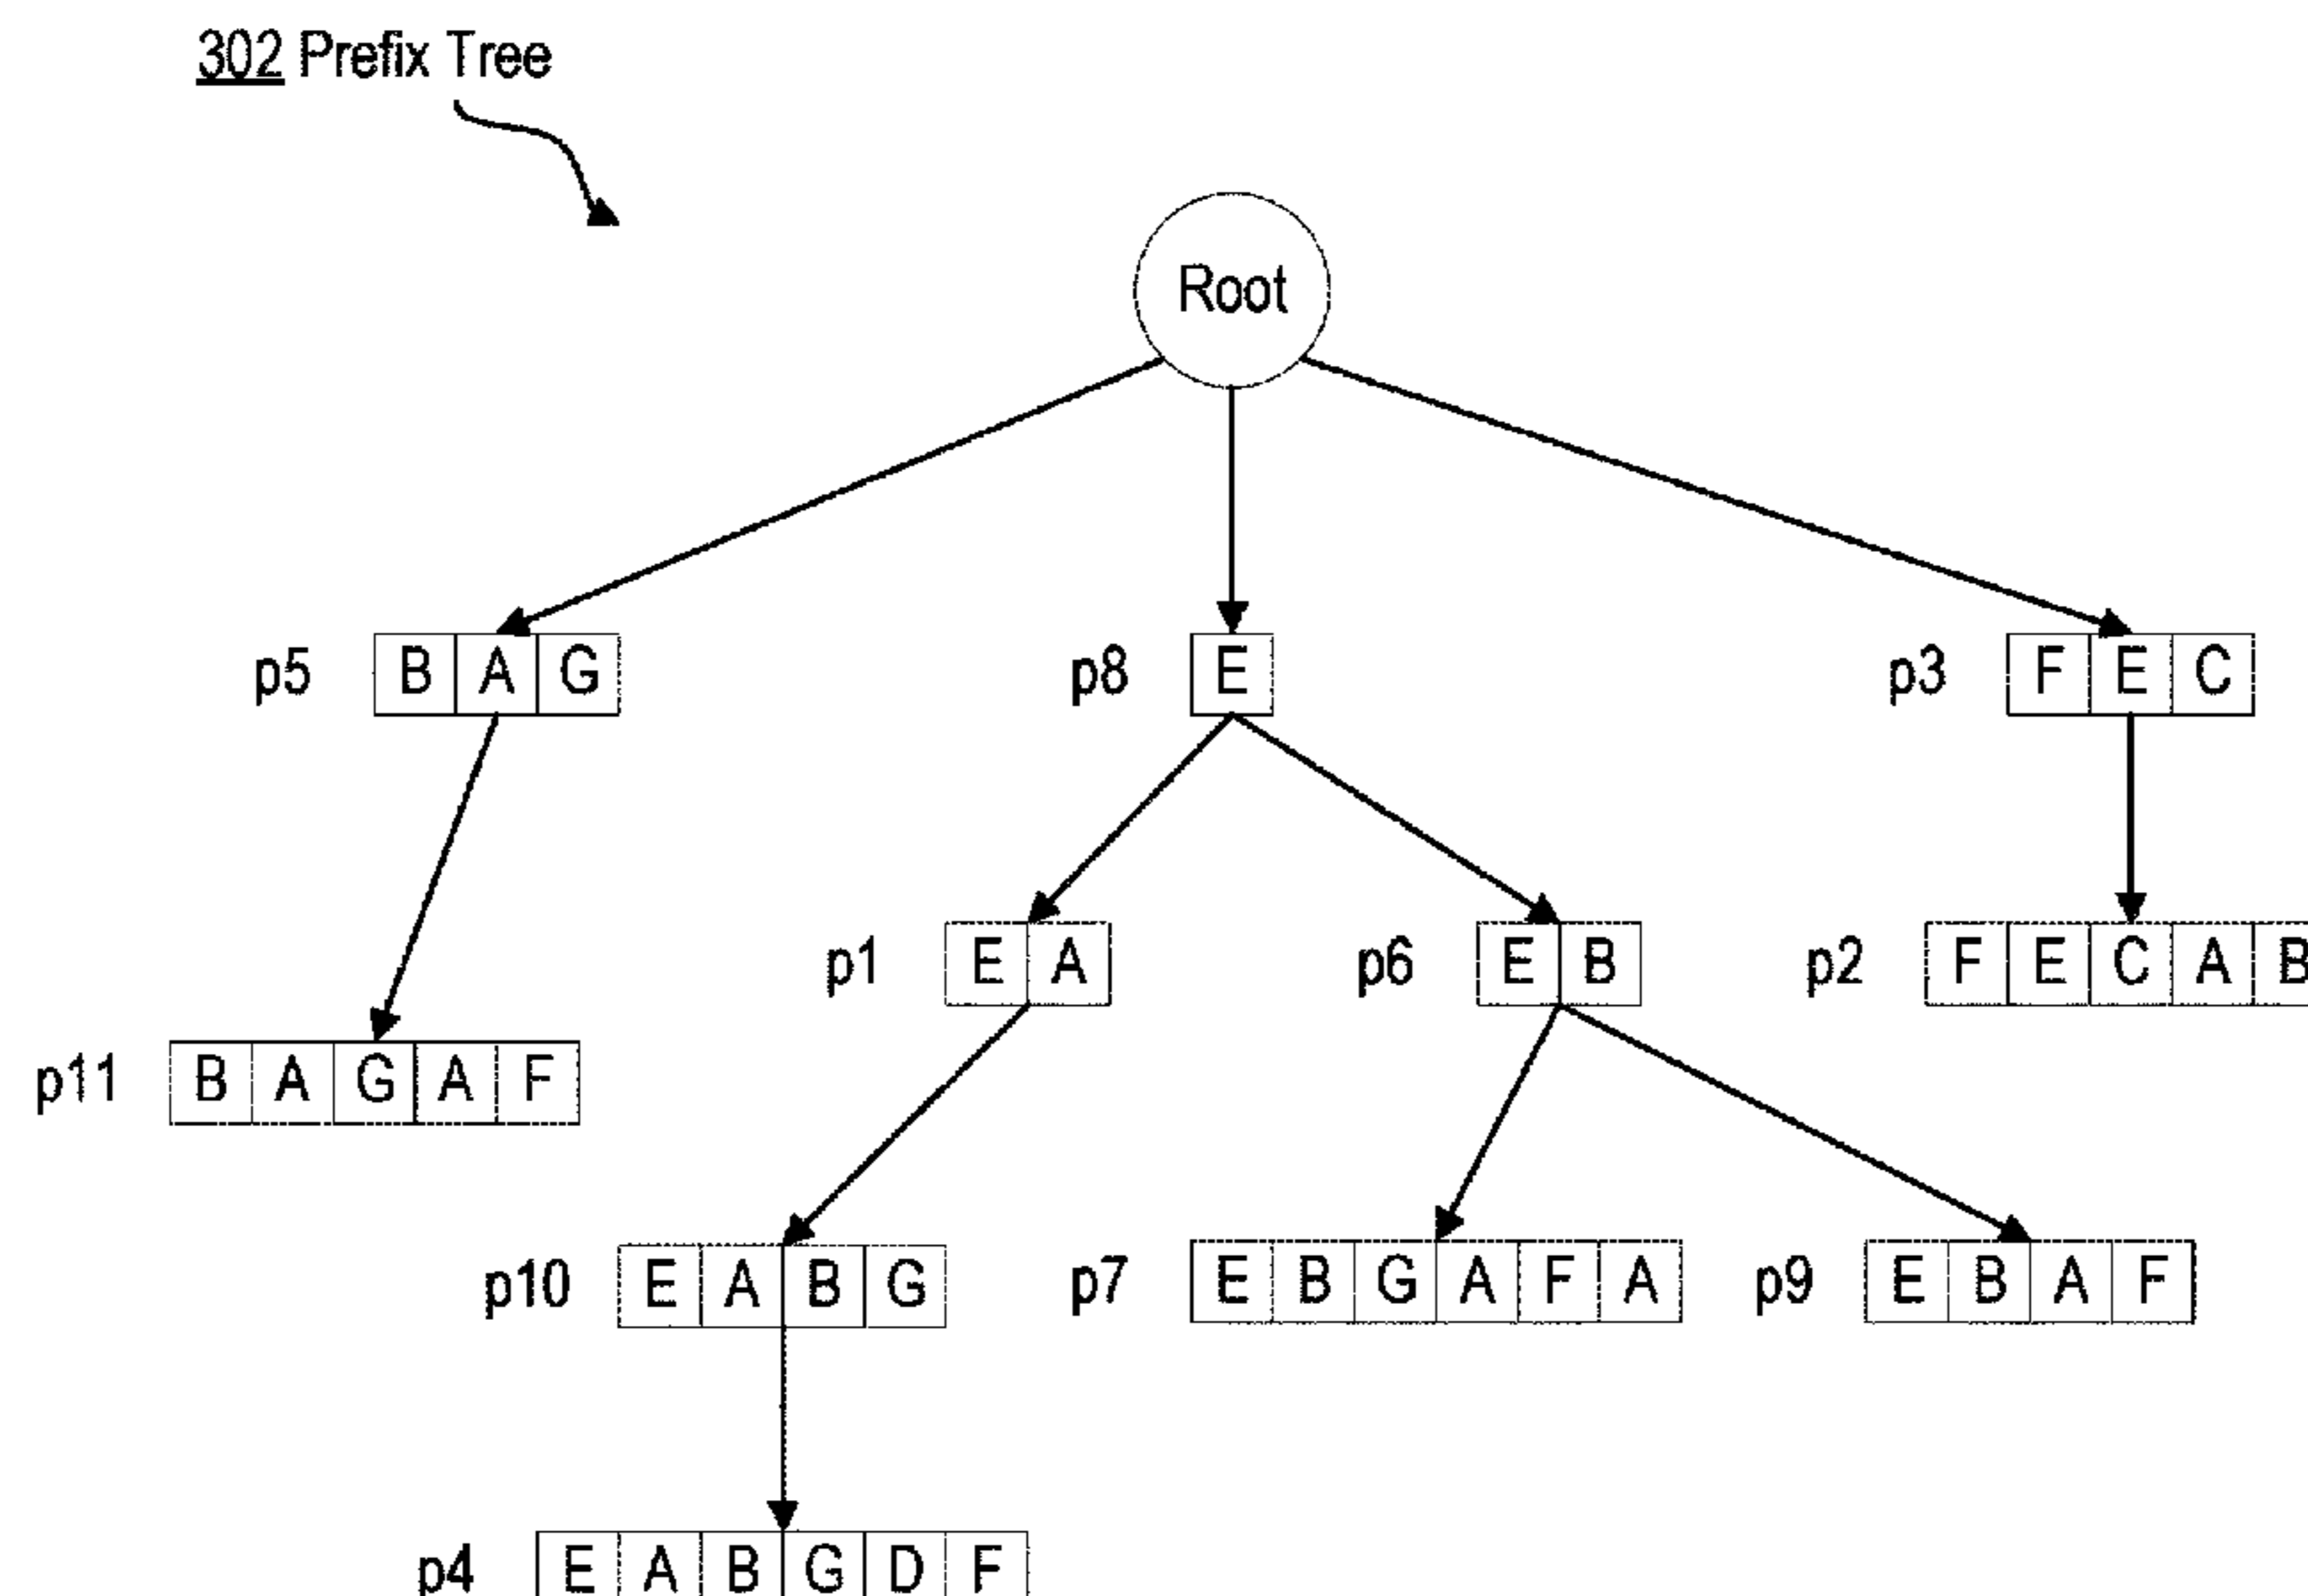 302 Prefix Tree
Root
p5 B A G
p8 E
p3 F E C
p1 E A
p6 E B
p2 F E C A B
p11 B A G A F
p10 E A B G
p7 E B G A F A
p9 E B A F
p4 E A B G D F